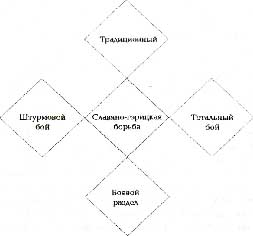 Традиционный
Штурмовой
бой
Славяно-горицкая
борьба
Тотальный
бой
Боевой
раздел